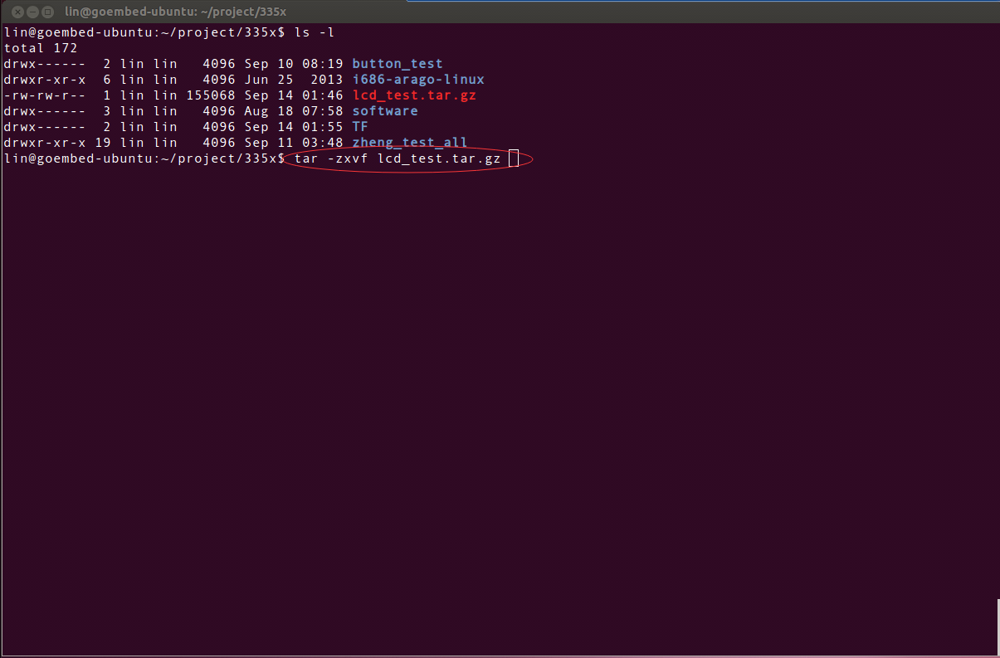 lin@goembed-ubuntu: ~/project/335x
lin@goembed-ubuntu:~/project/335x$ ls -l
total 172
drwx------  2 lin lin   4096 Sep 10 08:19 button_test
drwxr-xr-x  6 lin lin   4096 Jun 25  2013 i686-arago-linux
-rw-rw-r--  1 lin lin 155068 Sep 14 01:46 lcd_test.tar.gz
drwx------  3 lin lin   4096 Aug 18 07:58 software
drwx------  2 lin lin   4096 Sep 14 01:55 TF
drwxr-xr-x 19 lin lin   4096 Sep 11 03:48 zheng_test_all
lin@goembed-ubuntu:~/project/335x$ tar -zxvf lcd_test.tar.gz